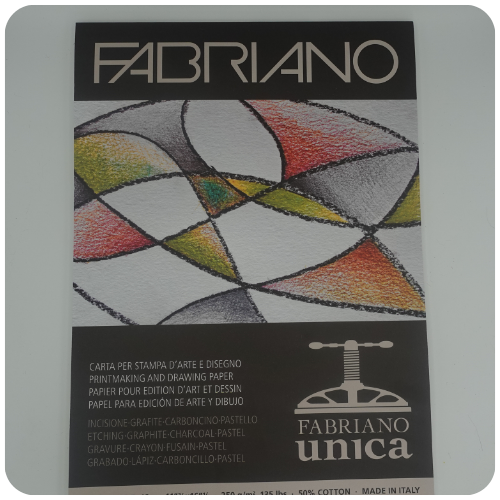 FABRIANO
CARTA PER STAMPA D'ARTE E DISEGNO
PRINTMAKING AND DRAWING PAPER
PAPIER POUR EDITION D'ART ET DESSIN
PAPEL PARA EDICIÓN DE ARTE Y DIBUJO
INCISIONE-GRAFITE-CARBONCINO-PASTELLO
ETCHING-GRAPHITE-CHARCOAL-PASTEL
GRAVURE-CRAYON-FUSAIN-PASTEL
GRABADO-LÁPIZ-CARBONCILLO-PASTEL
FABRIANO
unica
250 g/m² 135 lbs · 50% COTTON · MADE IN ITALY